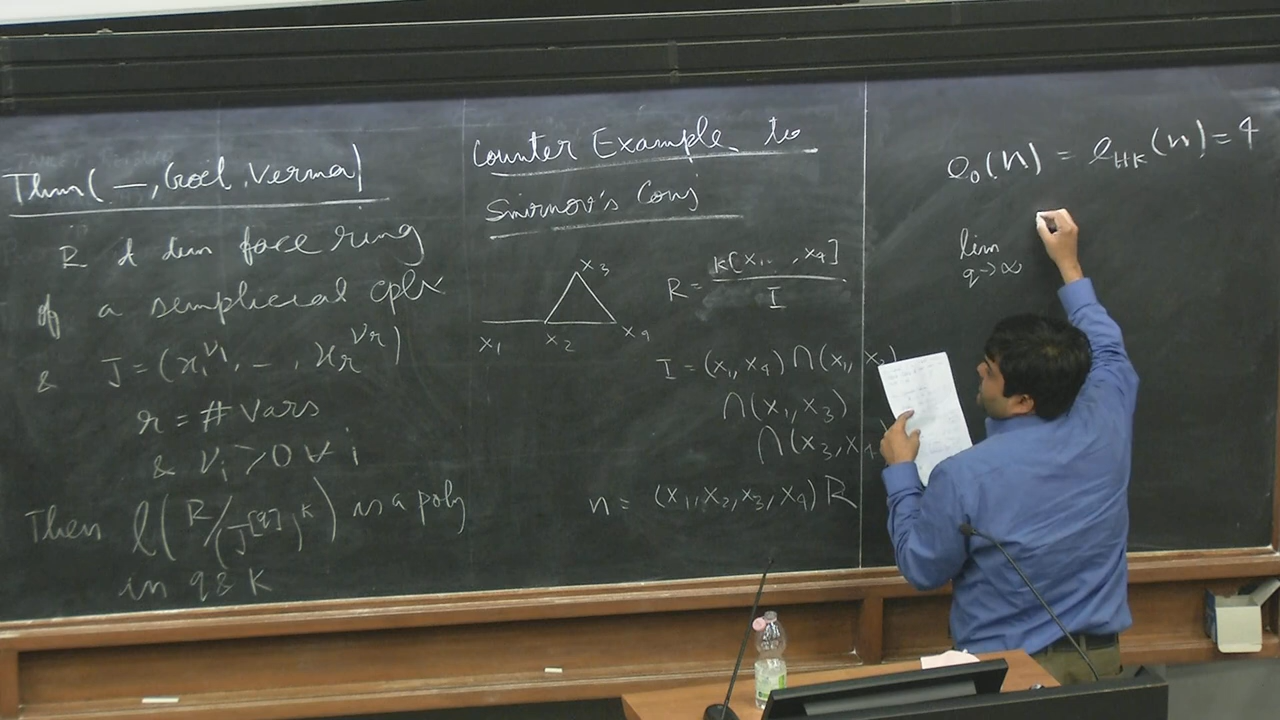 Thm( —, Goel, Verma)
R d dim face ring
of a simplicial cplx
& J = (x₁^ν₁, ..., xᵣ^νᵣ)
r = # Vars
& νᵢ ≥ 0 ∀ i
Then l(R/(J^[q])^k) is a poly
in q & K
Counter Example to
Smirnov's Conj
x₃
x₁ x₂ x₄
R = K[x₁, .. , x₄] / I
I = (x₁, x₄) ∩ (x₁, x₂)
∩ (x₁, x₃)
∩ (x₃, x₄
n = (x₁, x₂, x₃, x₄) R
e₀(n) = e_HK(n) = 4
lim
q → ∞